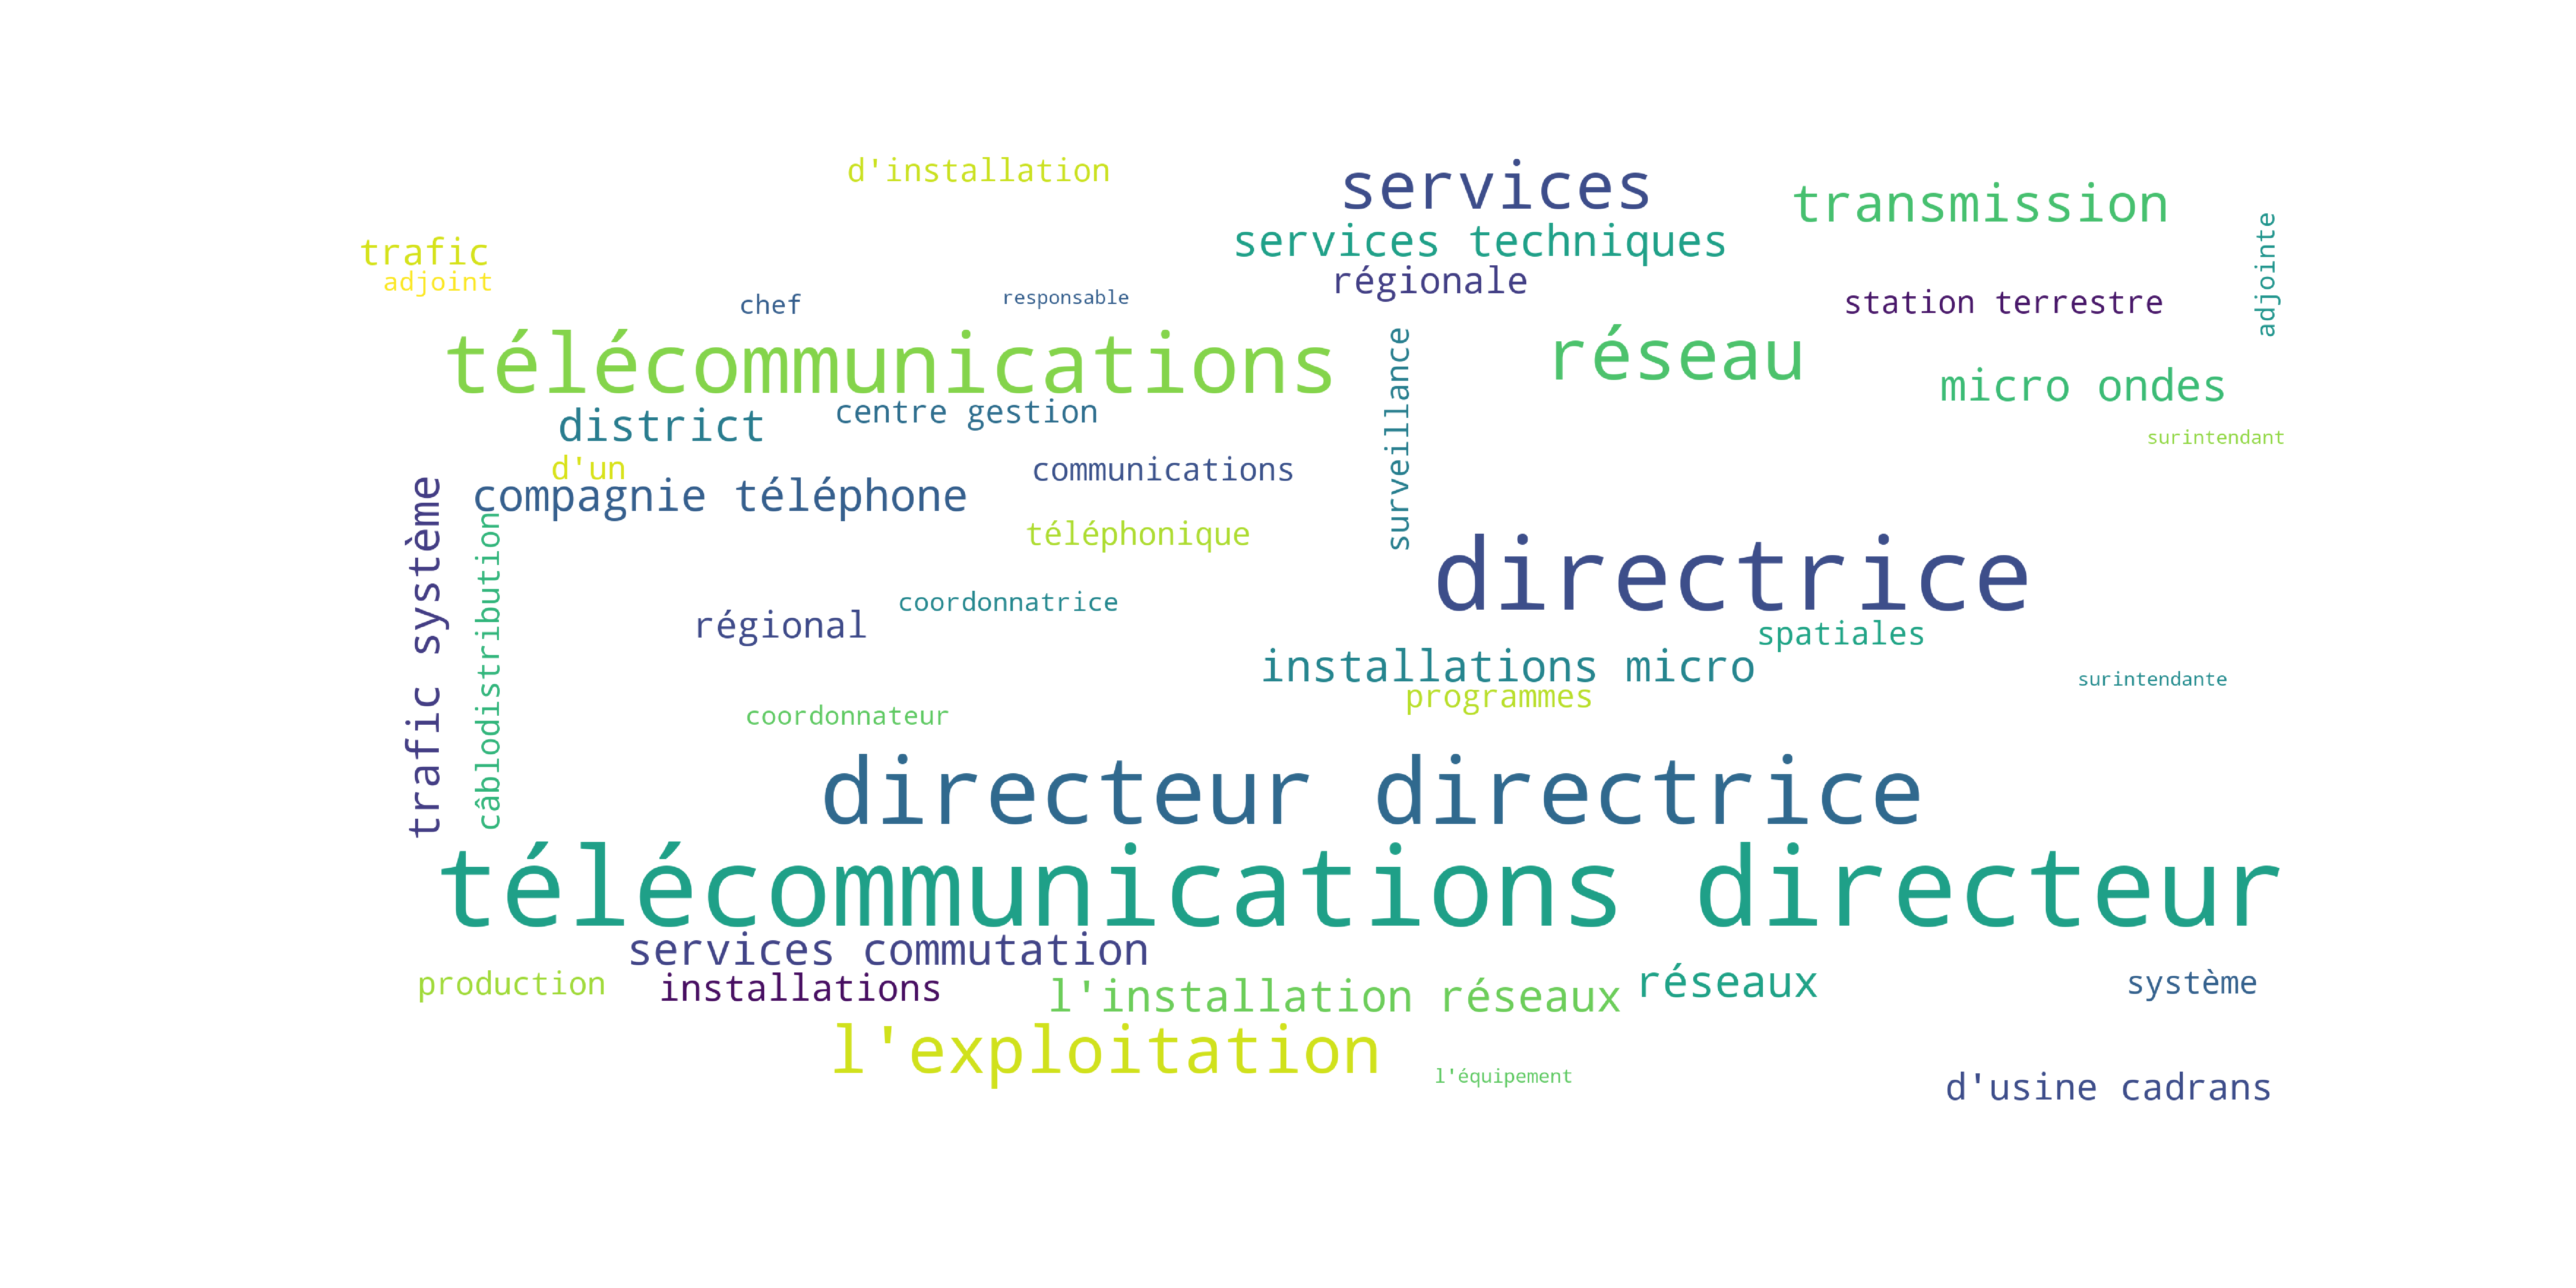 d'installation
services
transmission
trafic
services techniques
adjointe
adjoint
régionale
chef
responsable
station terrestre
télécommunications
réseau
surveillance
micro ondes
district
centre gestion
surintendant
d'un
communications
compagnie téléphone
trafic système
câblodistribution
téléphonique
directrice
coordonnatrice
régional
spatiales
installations micro
surintendante
programmes
coordonnateur
directeur directrice
télécommunications directeur
services commutation
production
installations
l'installation réseaux
réseaux
système
l'exploitation
l'équipement
d'usine cadrans